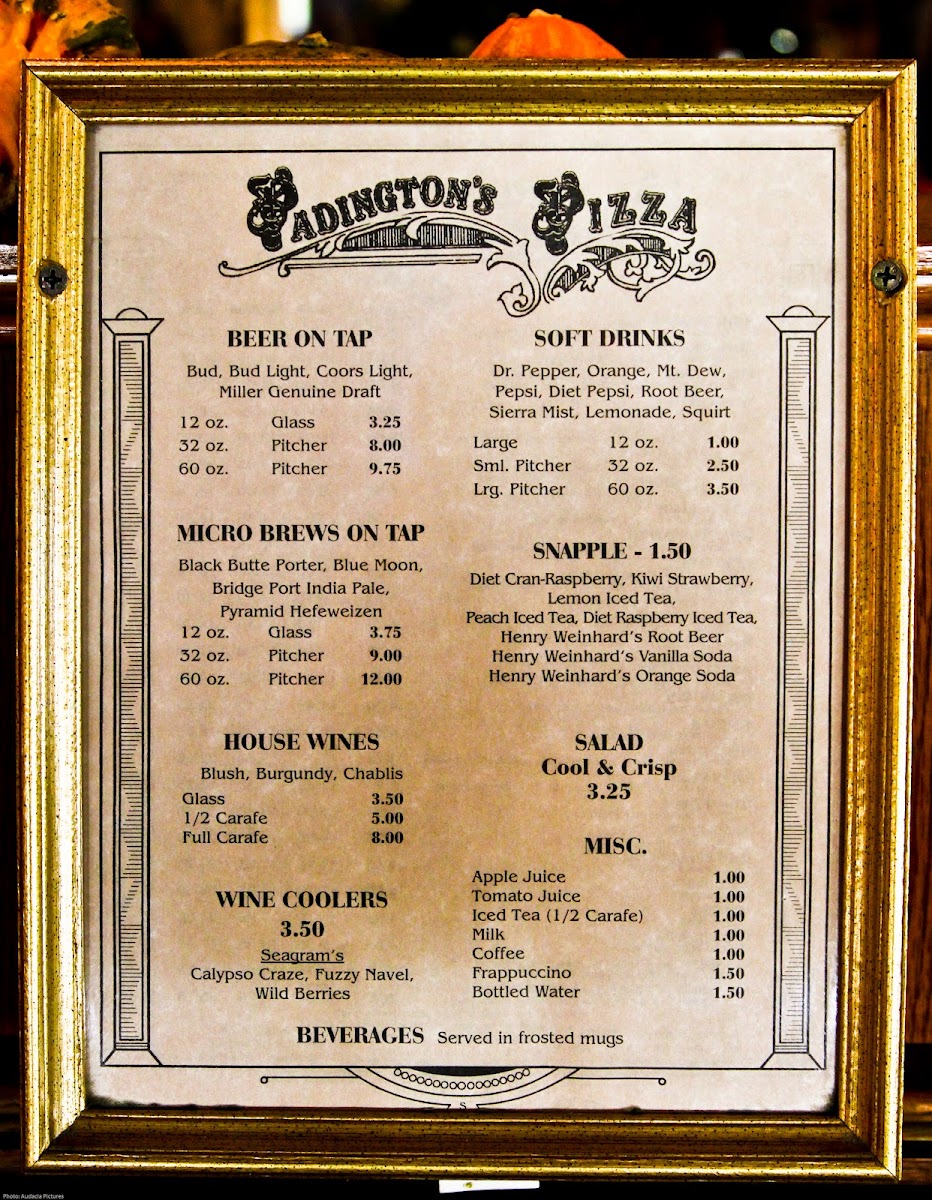 PADINGTON'S PIZZA
BEER ON TAP
Bud, Bud Light, Coors Light,
Miller Genuine Draft
12 oz. Glass 3.25
32 oz. Pitcher 8.00
60 oz. Pitcher 9.75
MICRO BREWS ON TAP
Black Butte Porter, Blue Moon,
Bridge Port India Pale,
Pyramid Hefeweizen
12 oz. Glass 3.75
32 oz. Pitcher 9.00
60 oz. Pitcher 12.00
HOUSE WINES
Blush, Burgundy, Chablis
Glass 3.50
1/2 Carafe 5.00
Full Carafe 8.00
WINE COOLERS
3.50
Seagram's
Calypso Craze, Fuzzy Navel,
Wild Berries
SOFT DRINKS
Dr. Pepper, Orange, Mt. Dew,
Pepsi, Diet Pepsi, Root Beer,
Sierra Mist, Lemonade, Squirt
Large 12 oz. 1.00
Sml. Pitcher 32 oz. 2.50
Lrg. Pitcher 60 oz. 3.50
SNAPPLE - 1.50
Diet Cran-Raspberry, Kiwi Strawberry,
Lemon Iced Tea,
Peach Iced Tea, Diet Raspberry Iced Tea,
Henry Weinhard's Root Beer
Henry Weinhard's Vanilla Soda
Henry Weinhard's Orange Soda
SALAD
Cool & Crisp
3.25
MISC.
Apple Juice 1.00
Tomato Juice 1.00
Iced Tea (1/2 Carafe) 1.00
Milk 1.00
Coffee 1.00
Frappuccino 1.50
Bottled Water 1.50
BEVERAGES Served in frosted mugs
S
Photo: Audacia Pictures